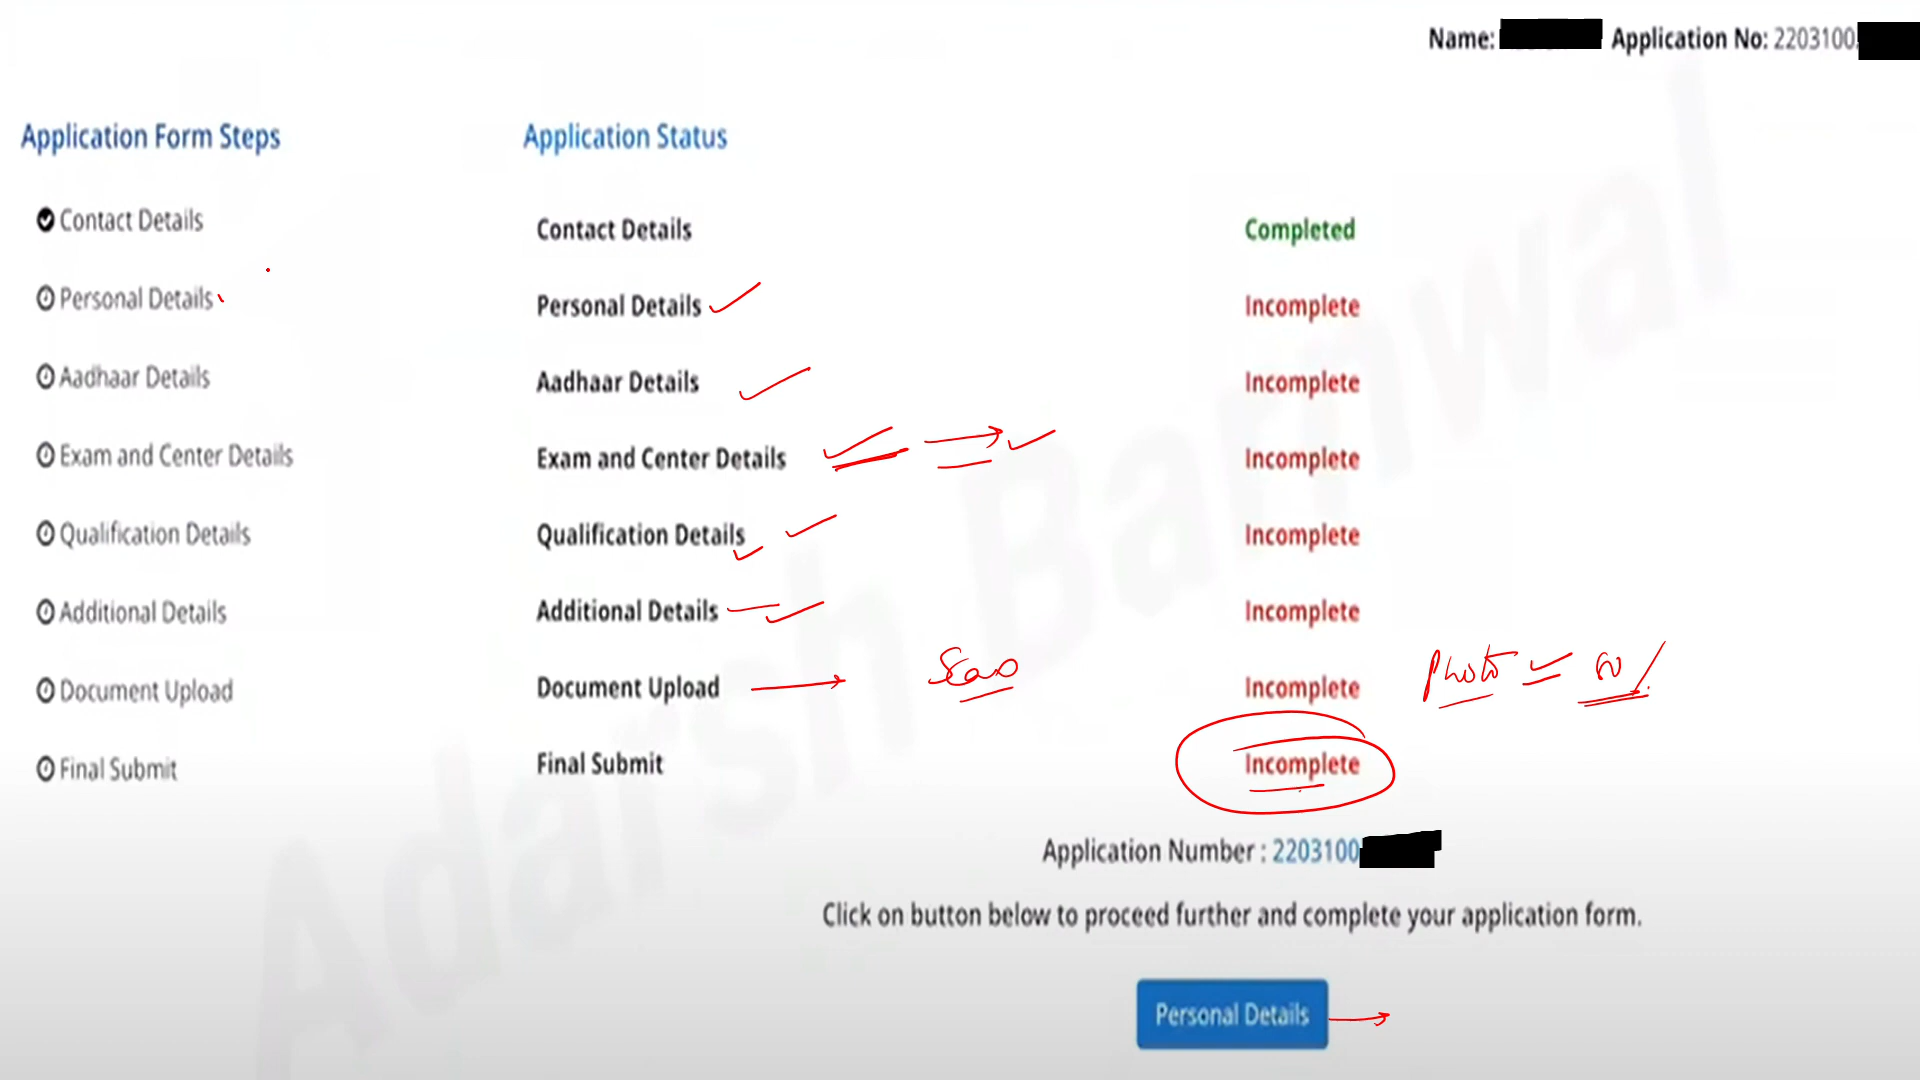 Name: Application No: 2203100
Application Form Steps
Application Status
Contact Details
Contact Details Completed
Personal Details
Personal Details Incomplete
Aadhaar Details
Aadhaar Details Incomplete
Exam and Center Details
Exam and Center Details Incomplete
Qualification Details
Qualification Details Incomplete
Additional Details
Additional Details Incomplete
Document Upload
Document Upload Incomplete Photo
Final Submit
Final Submit Incomplete
Application Number : 2203100
Click on button below to proceed further and complete your application form.
Personal Details
Adarsh Barnwal